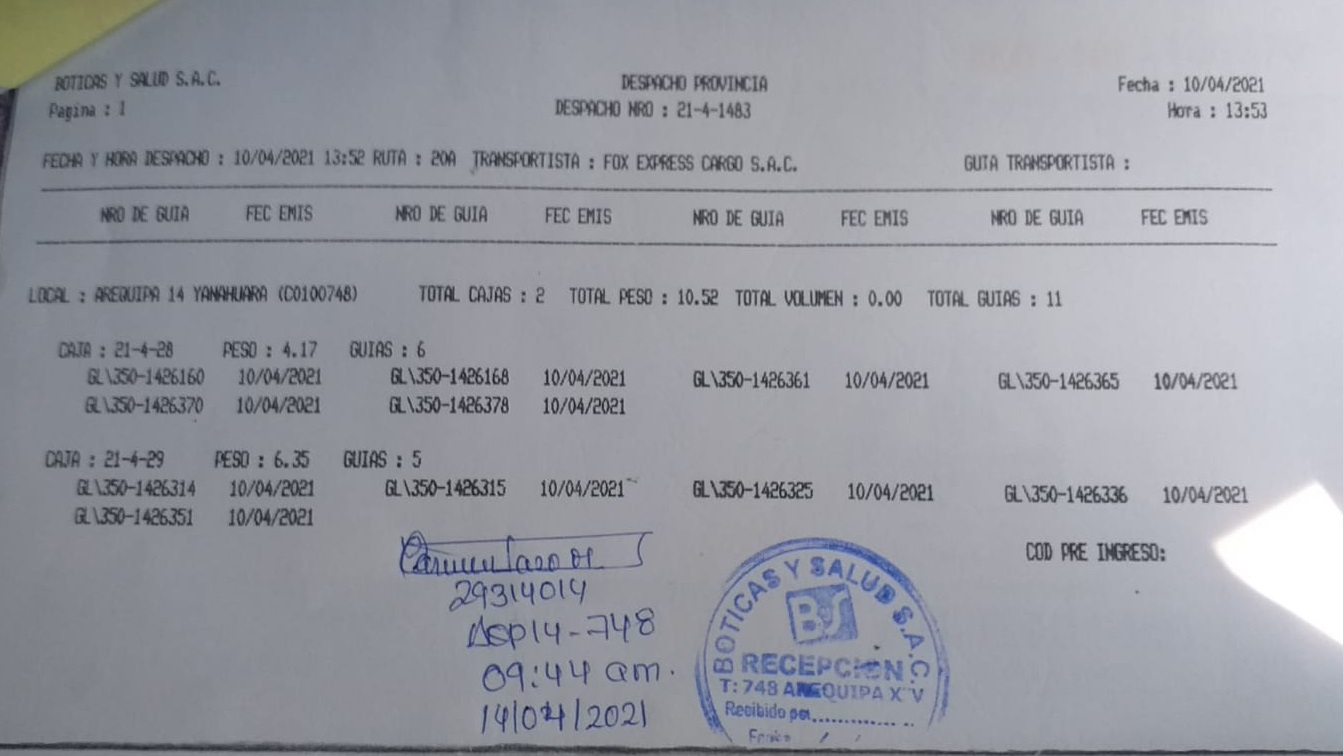 BOTICAS Y SALUD S.A.C. DESPACHO PROVINCIA Fecha : 10/04/2021
Pagina : 1 DESPACHO NRO : 21-4-1483 Hora : 13:53
FECHA Y HORA DESPACHO : 10/04/2021 13:52 RUTA : 20A TRANSPORTISTA : FOX EXPRESS CARGO S.A.C. GUIA TRANSPORTISTA :
NRO DE GUIA FEC EMIS NRO DE GUIA FEC EMIS NRO DE GUIA FEC EMIS NRO DE GUIA FEC EMIS
LOCAL : AREQUIPA 14 YANAHUARA (C0100748) TOTAL CAJAS : 2 TOTAL PESO : 10.52 TOTAL VOLUMEN : 0.00 TOTAL GUIAS : 11
CAJA : 21-4-28 PESO : 4.17 GUIAS : 6
GL\350-1426160 10/04/2021 GL\350-1426168 10/04/2021 GL\350-1426361 10/04/2021 GL\350-1426365 10/04/2021
GL\350-1426370 10/04/2021 GL\350-1426378 10/04/2021
CAJA : 21-4-29 PESO : 6.35 GUIAS : 5
GL\350-1426314 10/04/2021 GL\350-1426315 10/04/2021 GL\350-1426325 10/04/2021 GL\350-1426336 10/04/2021
GL\350-1426351 10/04/2021
COD PRE INGRESO:
29314014
ASP14-748
09:44 am.
14/04/2021
BOTICAS Y SALUD S.A.C.
BS
RECEPCION
T: 748 AREQUIPA XIV
Recibido por
Fecha / /